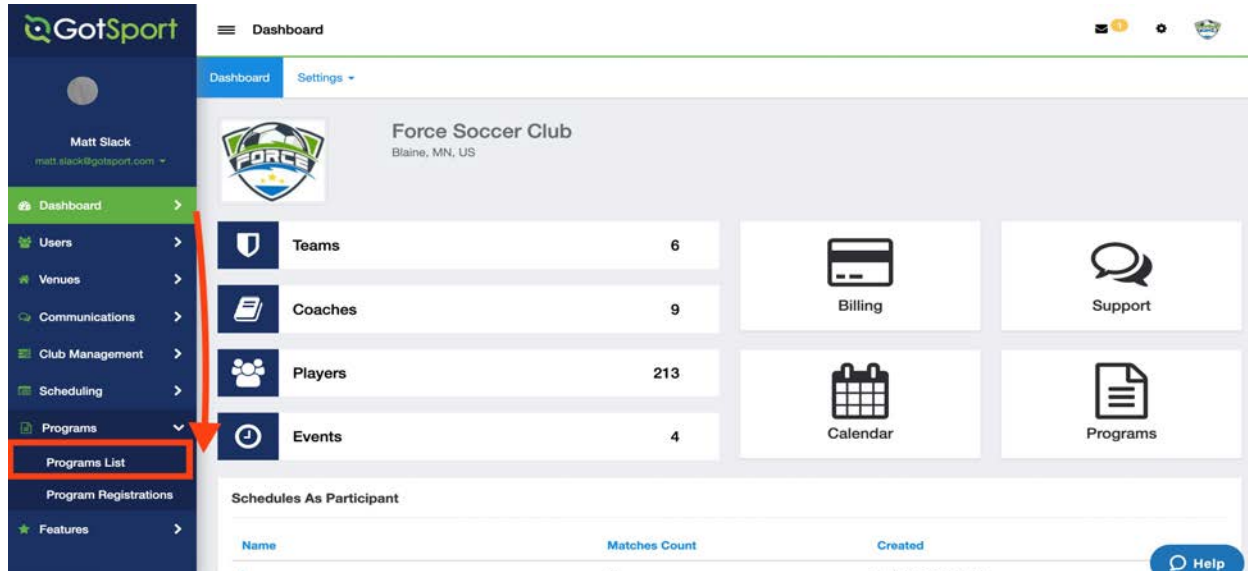 GotSport
Dashboard
1
Dashboard
Settings
Matt Slack
matt.slack@gotsport.com
Force Soccer Club
Blaine, MN, US
FORCE
Dashboard
Users
Venues
Communications
Club Management
Scheduling
Programs
Programs List
Program Registrations
Features
Teams 6
Coaches 9
Players 213
Events 4
Billing
Support
Calendar
Programs
Schedules As Participant
Name Matches Count Created
Help